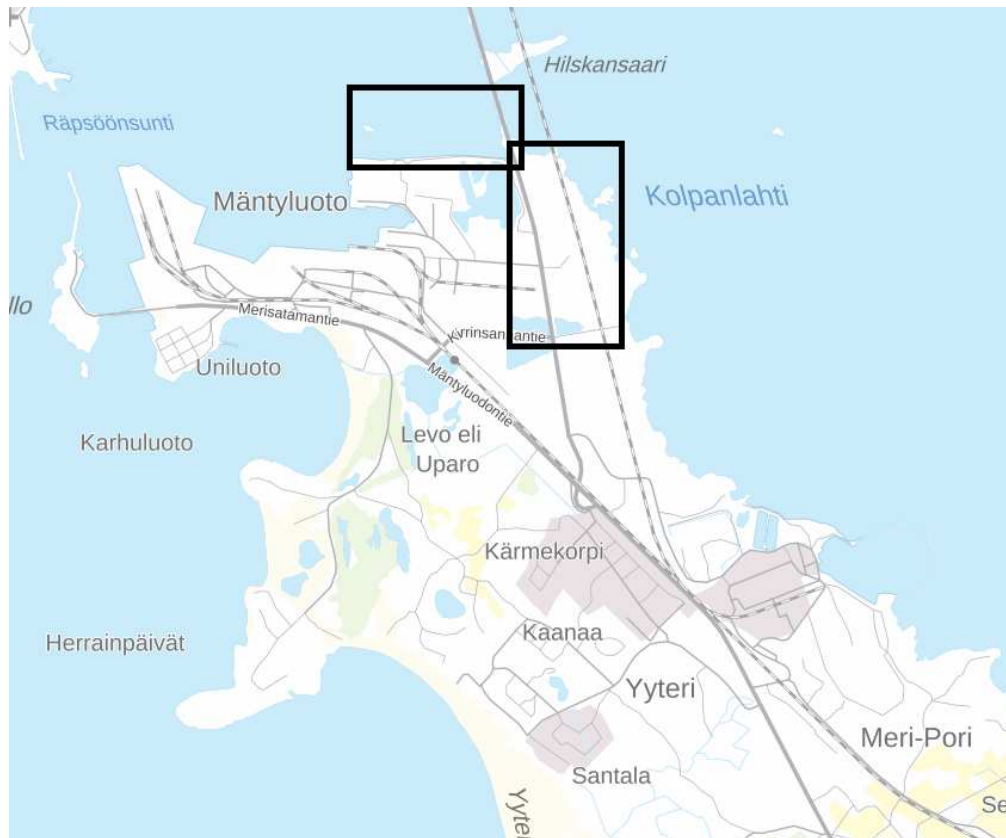 Hilskansaari
Räpsöönsunti
Mäntyluoto
Kolpanlahti
llo
Merisatamantie
Uniluoto
Mäntyluodontie
Karhuluoto
Levo eli
Uparo
Kärmekorpi
Kaanaa
Herrainpäivät
Yyteri
Meri-Pori
Santala
Yyte
Se